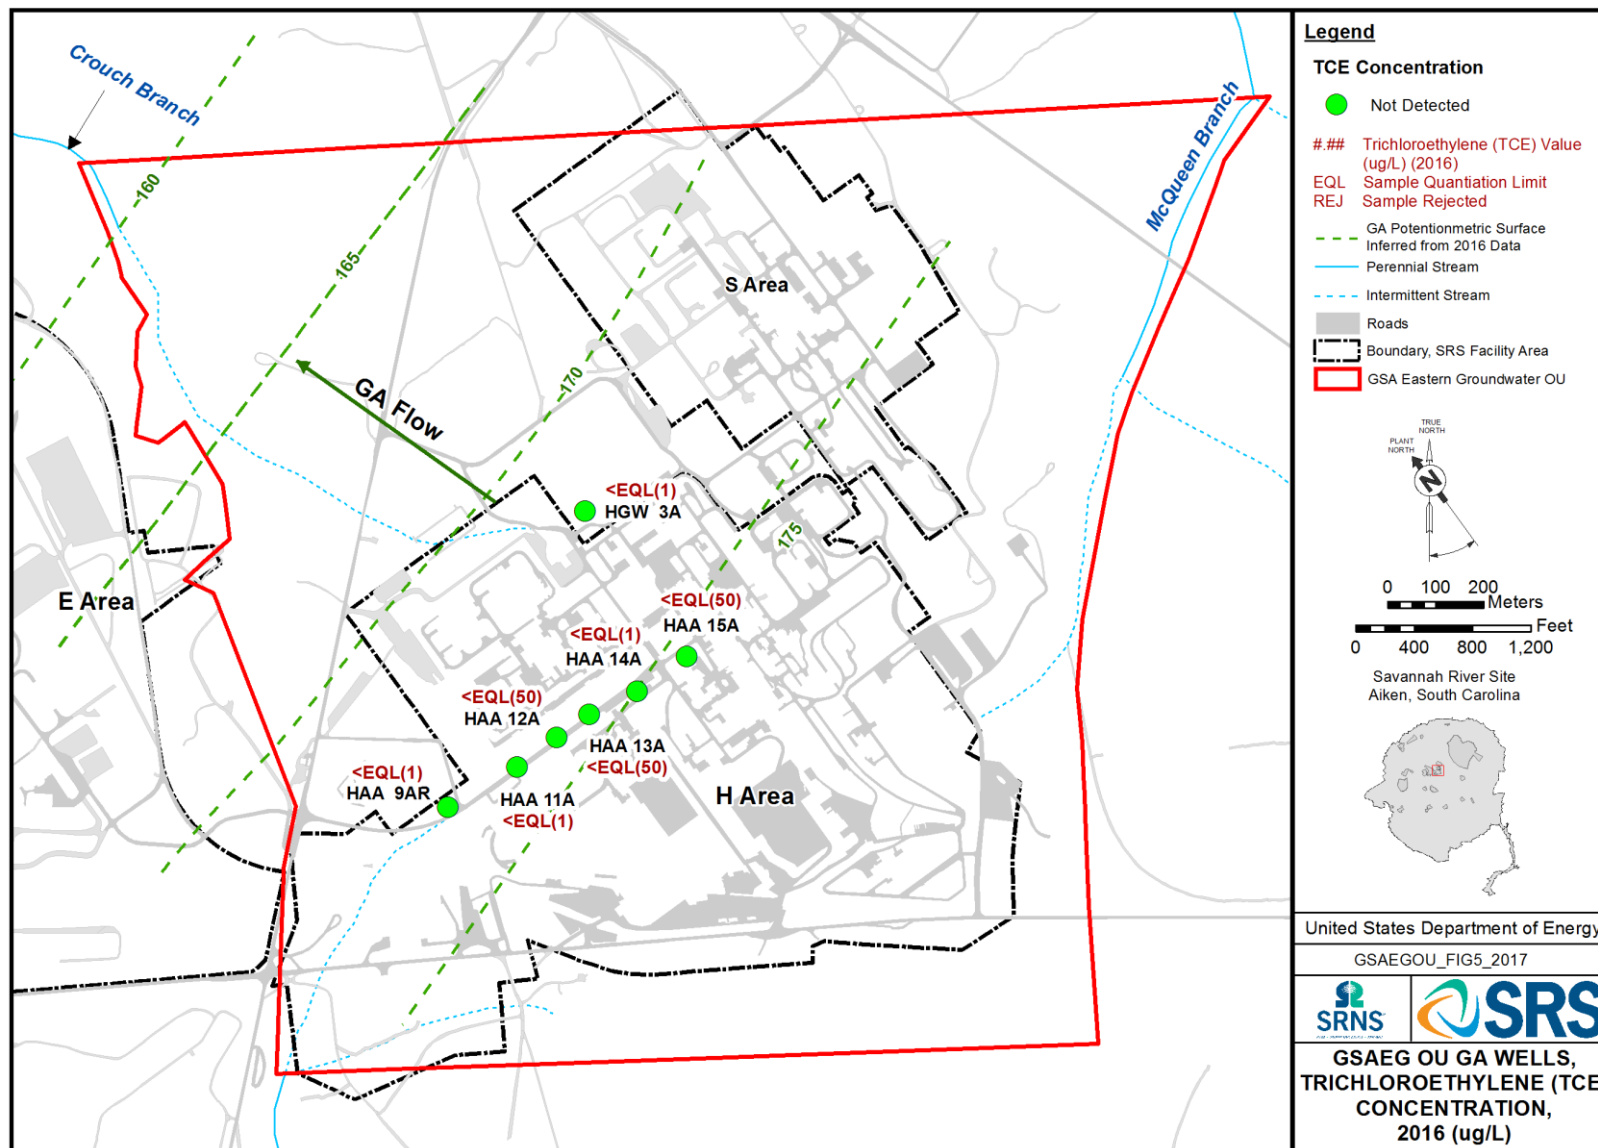 Crouch Branch
160
165
170
175
McQueen Branch
S Area
GA Flow
<EQL(1)
HGW 3A
E Area
<EQL(50)
HAA 15A
<EQL(1)
HAA 14A
<EQL(50)
HAA 12A
HAA 13A
<EQL(50)
<EQL(1)
HAA 9AR
HAA 11A
<EQL(1)
H Area
Legend
TCE Concentration
Not Detected
#.## Trichloroethylene (TCE) Value
(ug/L) (2016)
EQL Sample Quantiation Limit
REJ Sample Rejected
GA Potentionmetric Surface
Inferred from 2016 Data
Perennial Stream
Intermittent Stream
Roads
Boundary, SRS Facility Area
GSA Eastern Groundwater OU
TRUE
NORTH
PLANT
NORTH
N
0 100 200
Meters
Feet
0 400 800 1,200
Savannah River Site
Aiken, South Carolina
United States Department of Energy
GSAEGOU_FIG5_2017
SRNS
SRS
GSAEG OU GA WELLS,
TRICHLOROETHYLENE (TCE
CONCENTRATION,
2016 (ug/L)